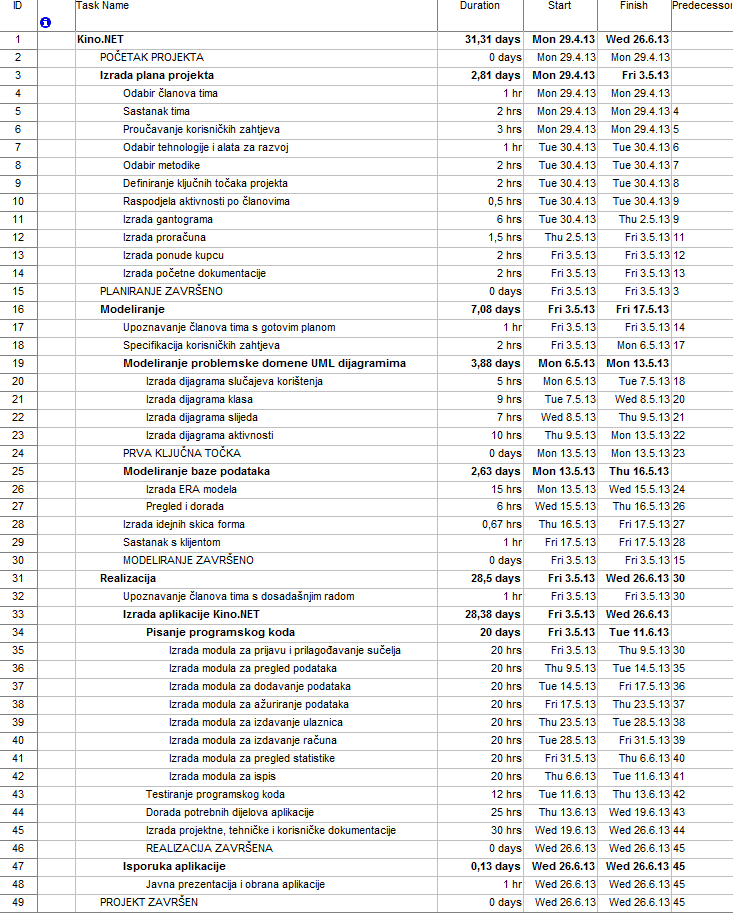 ID Task Name Duration Start Finish Predecessor
1 Kino.NET 31,31 days Mon 29.4.13 Wed 26.6.13
2 POČETAK PROJEKTA 0 days Mon 29.4.13 Mon 29.4.13
3 Izrada plana projekta 2,81 days Mon 29.4.13 Fri 3.5.13
4 Odabir članova tima 1 hr Mon 29.4.13 Mon 29.4.13
5 Sastanak tima 2 hrs Mon 29.4.13 Mon 29.4.13 4
6 Proučavanje korisničkih zahtjeva 3 hrs Mon 29.4.13 Mon 29.4.13 5
7 Odabir tehnologije i alata za razvoj 1 hr Tue 30.4.13 Tue 30.4.13 6
8 Odabir metodike 2 hrs Tue 30.4.13 Tue 30.4.13 7
9 Definiranje ključnih točaka projekta 2 hrs Tue 30.4.13 Tue 30.4.13 8
10 Raspodjela aktivnosti po članovima 0,5 hrs Tue 30.4.13 Tue 30.4.13 9
11 Izrada gantograma 6 hrs Tue 30.4.13 Thu 2.5.13 9
12 Izrada proračuna 1,5 hrs Thu 2.5.13 Fri 3.5.13 11
13 Izrada ponude kupcu 2 hrs Fri 3.5.13 Fri 3.5.13 12
14 Izrada početne dokumentacije 2 hrs Fri 3.5.13 Fri 3.5.13 13
15 PLANIRANJE ZAVRŠENO 0 days Fri 3.5.13 Fri 3.5.13 3
16 Modeliranje 7,08 days Fri 3.5.13 Fri 17.5.13
17 Upoznavanje članova tima s gotovim planom 1 hr Fri 3.5.13 Fri 3.5.13 14
18 Specifikacija korisničkih zahtjeva 2 hrs Fri 3.5.13 Mon 6.5.13 17
19 Modeliranje problemske domene UML dijagramima 3,88 days Mon 6.5.13 Mon 13.5.13
20 Izrada dijagrama slučajeva korištenja 5 hrs Mon 6.5.13 Tue 7.5.13 18
21 Izrada dijagrama klasa 9 hrs Tue 7.5.13 Wed 8.5.13 20
22 Izrada dijagrama slijeda 7 hrs Wed 8.5.13 Thu 9.5.13 21
23 Izrada dijagrama aktivnosti 10 hrs Thu 9.5.13 Mon 13.5.13 22
24 PRVA KLJUČNA TOČKA 0 days Mon 13.5.13 Mon 13.5.13 23
25 Modeliranje baze podataka 2,63 days Mon 13.5.13 Thu 16.5.13
26 Izrada ERA modela 15 hrs Mon 13.5.13 Wed 15.5.13 24
27 Pregled i dorada 6 hrs Wed 15.5.13 Thu 16.5.13 26
28 Izrada idejnih skica forma 0,67 hrs Thu 16.5.13 Fri 17.5.13 27
29 Sastanak s klijentom 1 hr Fri 17.5.13 Fri 17.5.13 28
30 MODELIRANJE ZAVRŠENO 0 days Fri 3.5.13 Fri 3.5.13 15
31 Realizacija 28,5 days Fri 3.5.13 Wed 26.6.13 30
32 Upoznavanje članova tima s dosadašnjim radom 1 hr Fri 3.5.13 Fri 3.5.13 30
33 Izrada aplikacije Kino.NET 28,38 days Fri 3.5.13 Wed 26.6.13
34 Pisanje programskog koda 20 days Fri 3.5.13 Tue 11.6.13
35 Izrada modula za prijavu i prilagođavanje sučelja 20 hrs Fri 3.5.13 Thu 9.5.13 30
36 Izrada modula za pregled podataka 20 hrs Thu 9.5.13 Tue 14.5.13 35
37 Izrada modula za dodavanje podataka 20 hrs Tue 14.5.13 Fri 17.5.13 36
38 Izrada modula za ažuriranje podataka 20 hrs Fri 17.5.13 Thu 23.5.13 37
39 Izrada modula za izdavanje ulaznica 20 hrs Thu 23.5.13 Tue 28.5.13 38
40 Izrada modula za izdavanje računa 20 hrs Tue 28.5.13 Fri 31.5.13 39
41 Izrada modula za pregled statistike 20 hrs Fri 31.5.13 Thu 6.6.13 40
42 Izrada modula za ispis 20 hrs Thu 6.6.13 Tue 11.6.13 41
43 Testiranje programskog koda 12 hrs Tue 11.6.13 Thu 13.6.13 42
44 Dorada potrebnih dijelova aplikacije 25 hrs Thu 13.6.13 Wed 19.6.13 43
45 Izrada projektne, tehničke i korisničke dokumentacije 30 hrs Wed 19.6.13 Wed 26.6.13 44
46 REALIZACIJA ZAVRŠENA 0 days Wed 26.6.13 Wed 26.6.13 45
47 Isporuka aplikacije 0,13 days Wed 26.6.13 Wed 26.6.13 45
48 Javna prezentacija i obrana aplikacije 1 hr Wed 26.6.13 Wed 26.6.13 45
49 PROJEKT ZAVRŠEN 0 days Wed 26.6.13 Wed 26.6.13 45